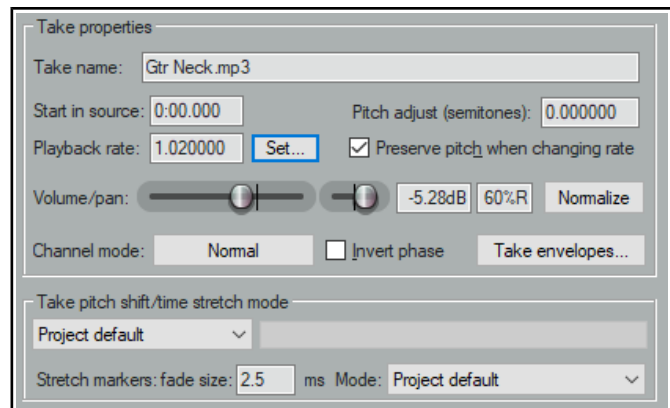 Take properties
Take name: Gtr Neck.mp3
Start in source: 0:00.000 Pitch adjust (semitones): 0.000000
Playback rate: 1.020000 Set... Preserve pitch when changing rate
Volume/pan: -5.28dB 60%R Normalize
Channel mode: Normal Invert phase Take envelopes...
Take pitch shift/time stretch mode
Project default
Stretch markers: fade size: 2.5 ms Mode: Project default